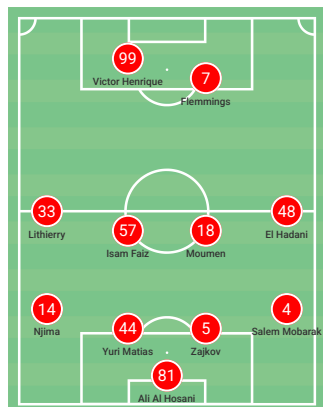 99
Victor Henrique
7
Flemmings
33
Lithierry
57
Isam Faiz
18
Moumen
48
El Hadani
14
Njima
44
Yuri Matias
5
Zajkov
4
Salem Mobarak
81
Ali Al Hosani